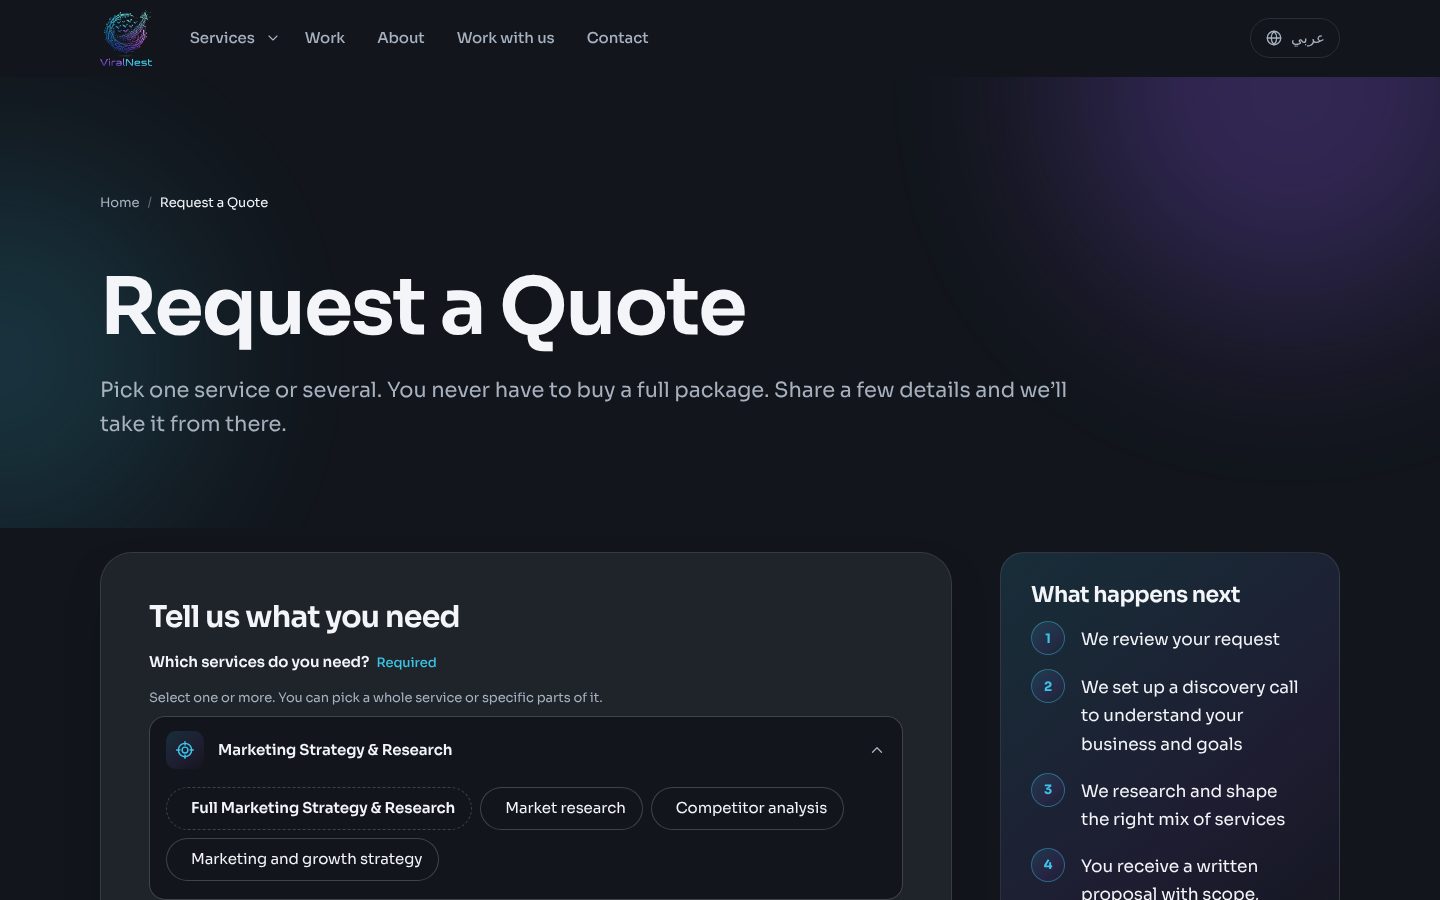 ViralNest
Services
Work
About
Work with us
Contact
عربي
Home / Request a Quote
Request a Quote
Pick one service or several. You never have to buy a full package. Share a few details and we’ll
take it from there.
Tell us what you need
Which services do you need? Required
Select one or more. You can pick a whole service or specific parts of it.
Marketing Strategy & Research
Full Marketing Strategy & Research
Market research
Competitor analysis
Marketing and growth strategy
What happens next
1 We review your request
2 We set up a discovery call
to understand your
business and goals
3 We research and shape
the right mix of services
4 You receive a written
proposal with scope,